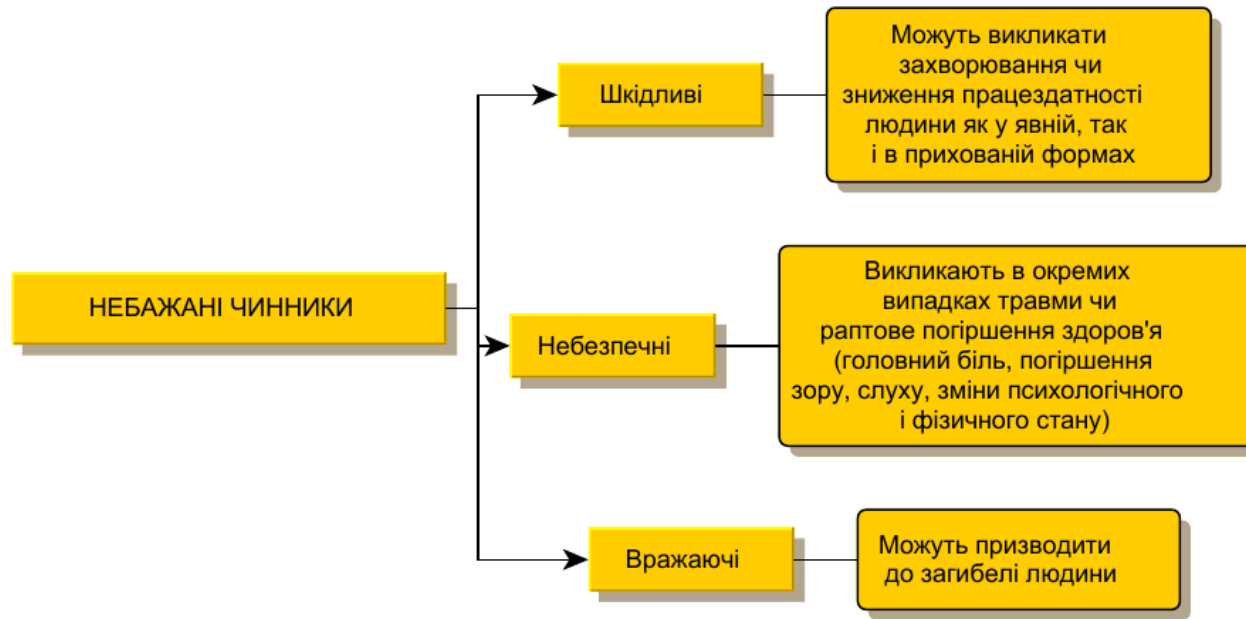 НЕБАЖАНІ ЧИННИКИ
Шкідливі
Можуть викликати
захворювання чи
зниження працездатності
людини як у явній, так
і в прихованій формах
Небезпечні
Викликають в окремих
випадках травми чи
раптове погіршення здоров'я
(головний біль, погіршення
зору, слуху, зміни психологічного
і фізичного стану)
Вражаючі
Можуть призводити
до загибелі людини